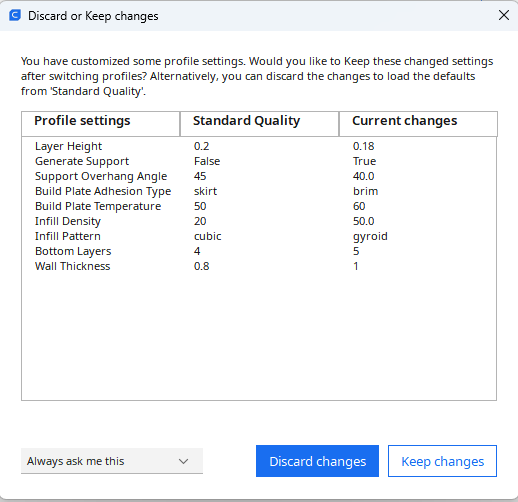 Discard or Keep changes
You have customized some profile settings. Would you like to Keep these changed settings
after switching profiles? Alternatively, you can discard the changes to load the defaults
from 'Standard Quality'.
Profile settings Standard Quality Current changes
Layer Height 0.2 0.18
Generate Support False True
Support Overhang Angle 45 40.0
Build Plate Adhesion Type skirt brim
Build Plate Temperature 50 60
Infill Density 20 50.0
Infill Pattern cubic gyroid
Bottom Layers 4 5
Wall Thickness 0.8 1
Always ask me this Discard changes Keep changes